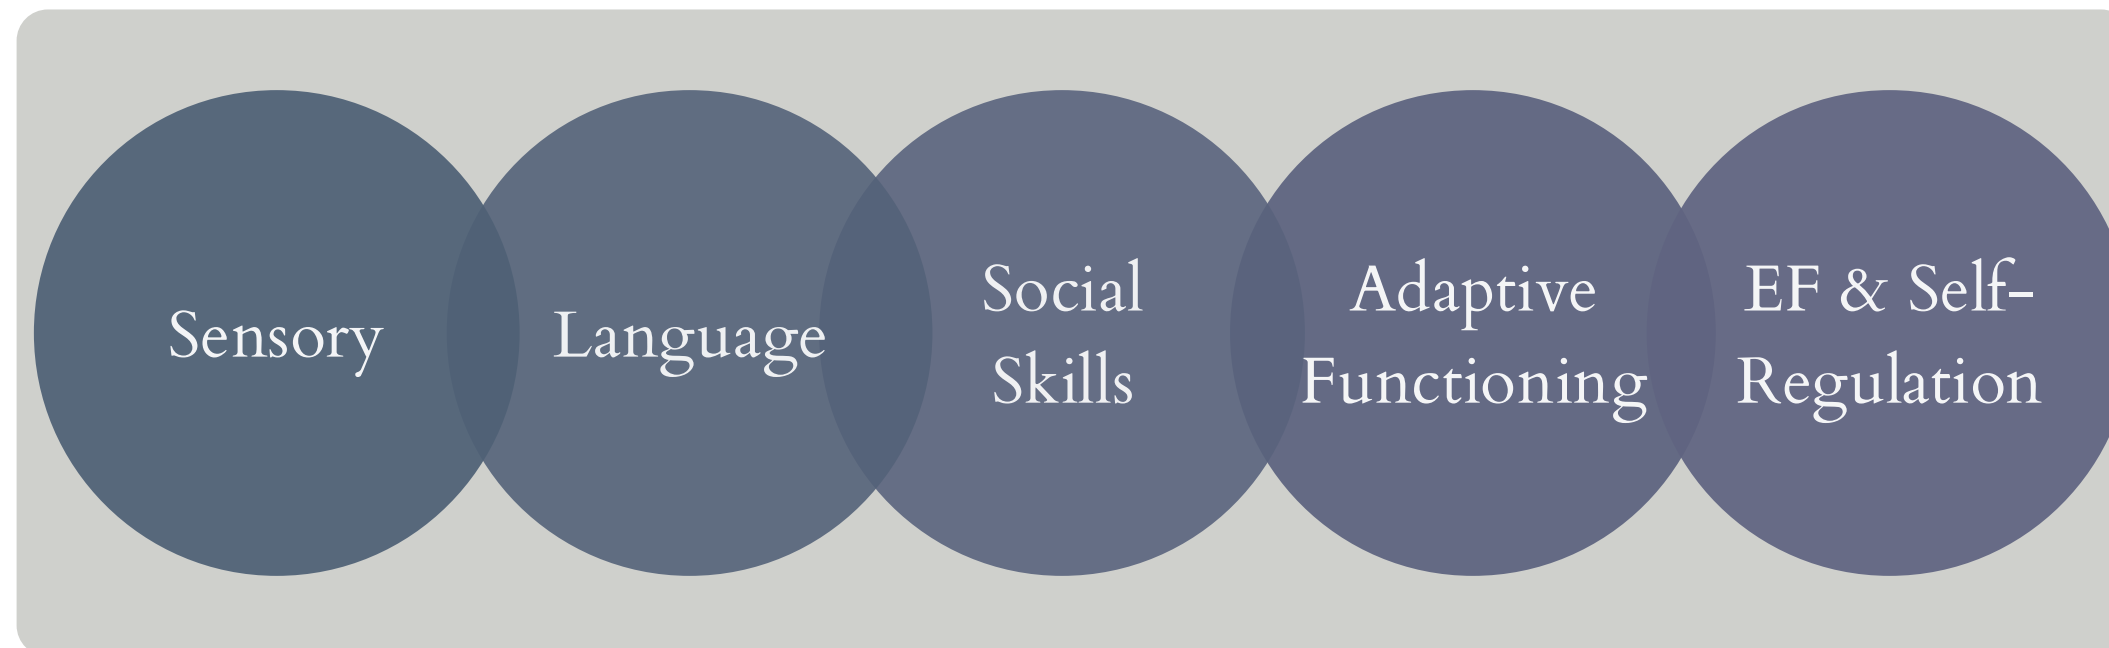 Sensory
Language
Social
Skills
Adaptive
Functioning
EF & Self-
Regulation